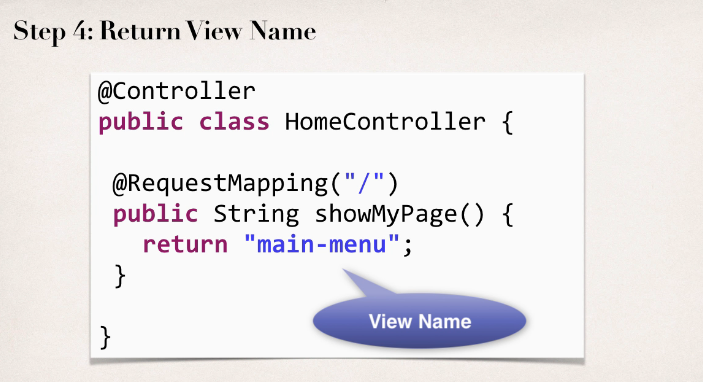 Step 4: Return View Name
@Controller
public class HomeController {
@RequestMapping("/")
public String showMyPage() {
return "main-menu";
}
View Name
}